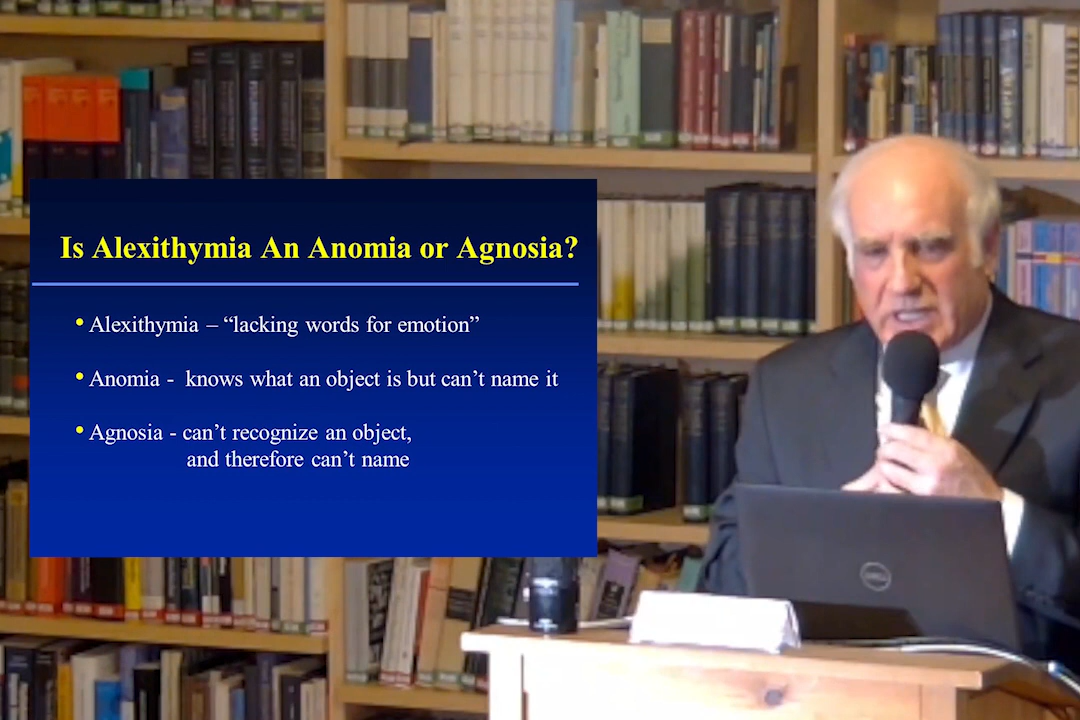 Is Alexithymia An Anomia or Agnosia?
• Alexithymia – “lacking words for emotion”
• Anomia - knows what an object is but can’t name it
• Agnosia - can’t recognize an object,
and therefore can’t name
DELL